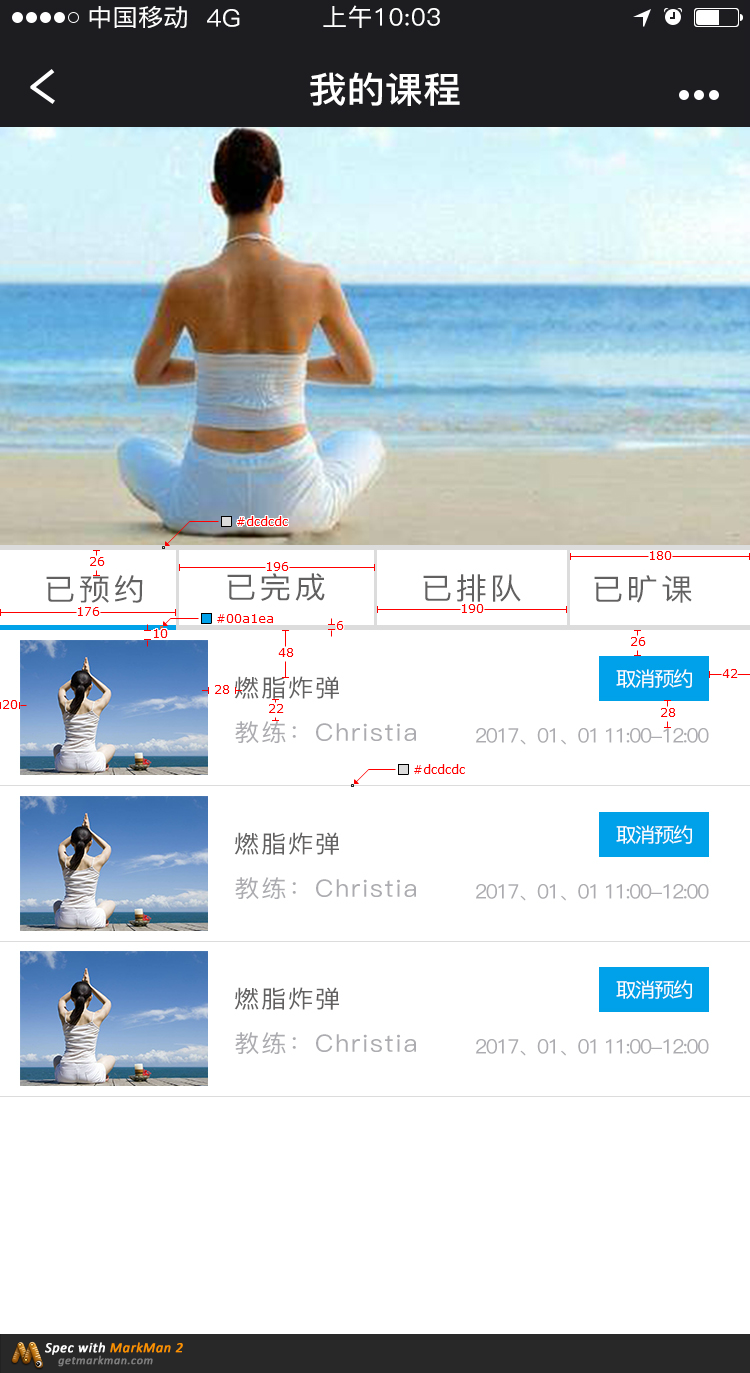 中国移动 4G 上午10:03
我的课程
#dcdcdc
26 196 180
已预约 已完成 已排队 已旷课
176 190
#00a1ea 6
10 48 26
取消预约 42
20 28 燃脂炸弹
22 28
教练：Christia 2017、01、01 11:00—12:00
#dcdcdc
取消预约
燃脂炸弹
教练：Christia 2017、01、01 11:00—12:00
取消预约
燃脂炸弹
教练：Christia 2017、01、01 11:00—12:00
Spec with MarkMan 2
getmarkman.com